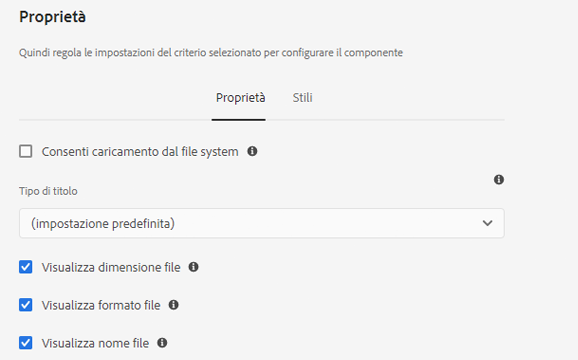 Proprietà
Quindi regola le impostazioni del criterio selezionato per configurare il componente
Proprietà
Stili
Consenti caricamento dal file system
Tipo di titolo
(impostazione predefinita)
Visualizza dimensione file
Visualizza formato file
Visualizza nome file